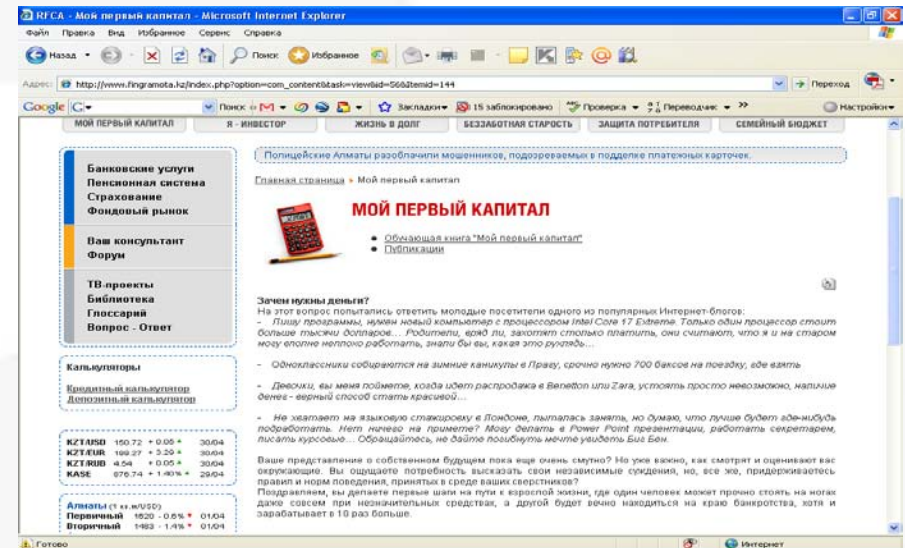 RFCA - Мой первый капитал - Microsoft Internet Explorer
Файл Правка Вид Избранное Сервис Справка
Назад Поиск Избранное
Адрес: http://www.fingramota.kz/index.php?option=com_content&task=view&id=56&Itemid=144 Переход
Google Поиск Закладки 15 заблокировано Проверка Переводчик Настройки
МОЙ ПЕРВЫЙ КАПИТАЛ Я - ИНВЕСТОР ЖИЗНЬ В ДОЛГ БЕЗЗАБОТНАЯ СТАРОСТЬ ЗАЩИТА ПОТРЕБИТЕЛЯ СЕМЕЙНЫЙ БЮДЖЕТ
Банковские услуги
Пенсионная система
Страхование
Фондовый рынок
Ваш консультант
Форум
ТВ-проекты
Библиотека
Глоссарий
Вопрос - Ответ
Калькуляторы
Кредитный калькулятор
Депозитный калькулятор
KZT/USD 150.72 + 0.05 30/04
KZT/EUR 199.27 + 3.29 30/04
KZT/RUB 4.54 + 0.05 30/04
KASE 876.74 + 1.40% 29/04
Алматы (1 кв.м/USD)
Первичный 1620 - 0.6% 01/04
Вторичный 1483 - 1.4% 01/04
Полицейские Алматы разоблачили мошенников, подозреваемых в подделке платежных карточек.
Главная страница Мой первый капитал
МОЙ ПЕРВЫЙ КАПИТАЛ
Обучающая книга "Мой первый капитал"
Публикации
Зачем нужны деньги?
На этот вопрос попытались ответить молодые посетители одного из популярных Интернет-блогов:
- Пишу программы, нужен новый компьютер с процессором Intel Core 17 Extreme. Только один процессор стоит
больше тысячи долларов... Родители, вряд ли, захотят столько платить, они считают, что я и на старом
могу вполне неплохо работать, знали бы вы, какая это рухлядь...
- Одноклассники собираются на зимние каникулы в Прагу, срочно нужно 700 баксов на поездку, где взять
- Девочки, вы меня поймете, когда идет распродажа в Benetton или Zara, устоять просто невозможно, наличие
денег - верный способ стать красивой...
- Не хватает на языковую стажировку в Лондоне, пыталась занять, но думаю, что лучше будет где-нибудь
подработать. Нет ничего на примете? Могу делать в Power Point презентации, работать секретарем,
писать курсовые... Обращайтесь, не дайте погибнуть мечте увидеть Биг Бен.
Ваше представление о собственном будущем пока еще очень смутно? Но уже важно, как смотрят и оценивают вас
окружающие. Вы ощущаете потребность высказать свои независимые суждения, но, все же, придерживаетесь
правил и норм поведения, принятых в среде ваших сверстников?
Поздравляем, вы делаете первые шаги на пути к взрослой жизни, где один человек может прочно стоять на ногах
даже совсем при незначительных средствах, а другой будет вечно находиться на краю банкротства, хотя и
зарабатывает в 10 раз больше.
Готово Интернет